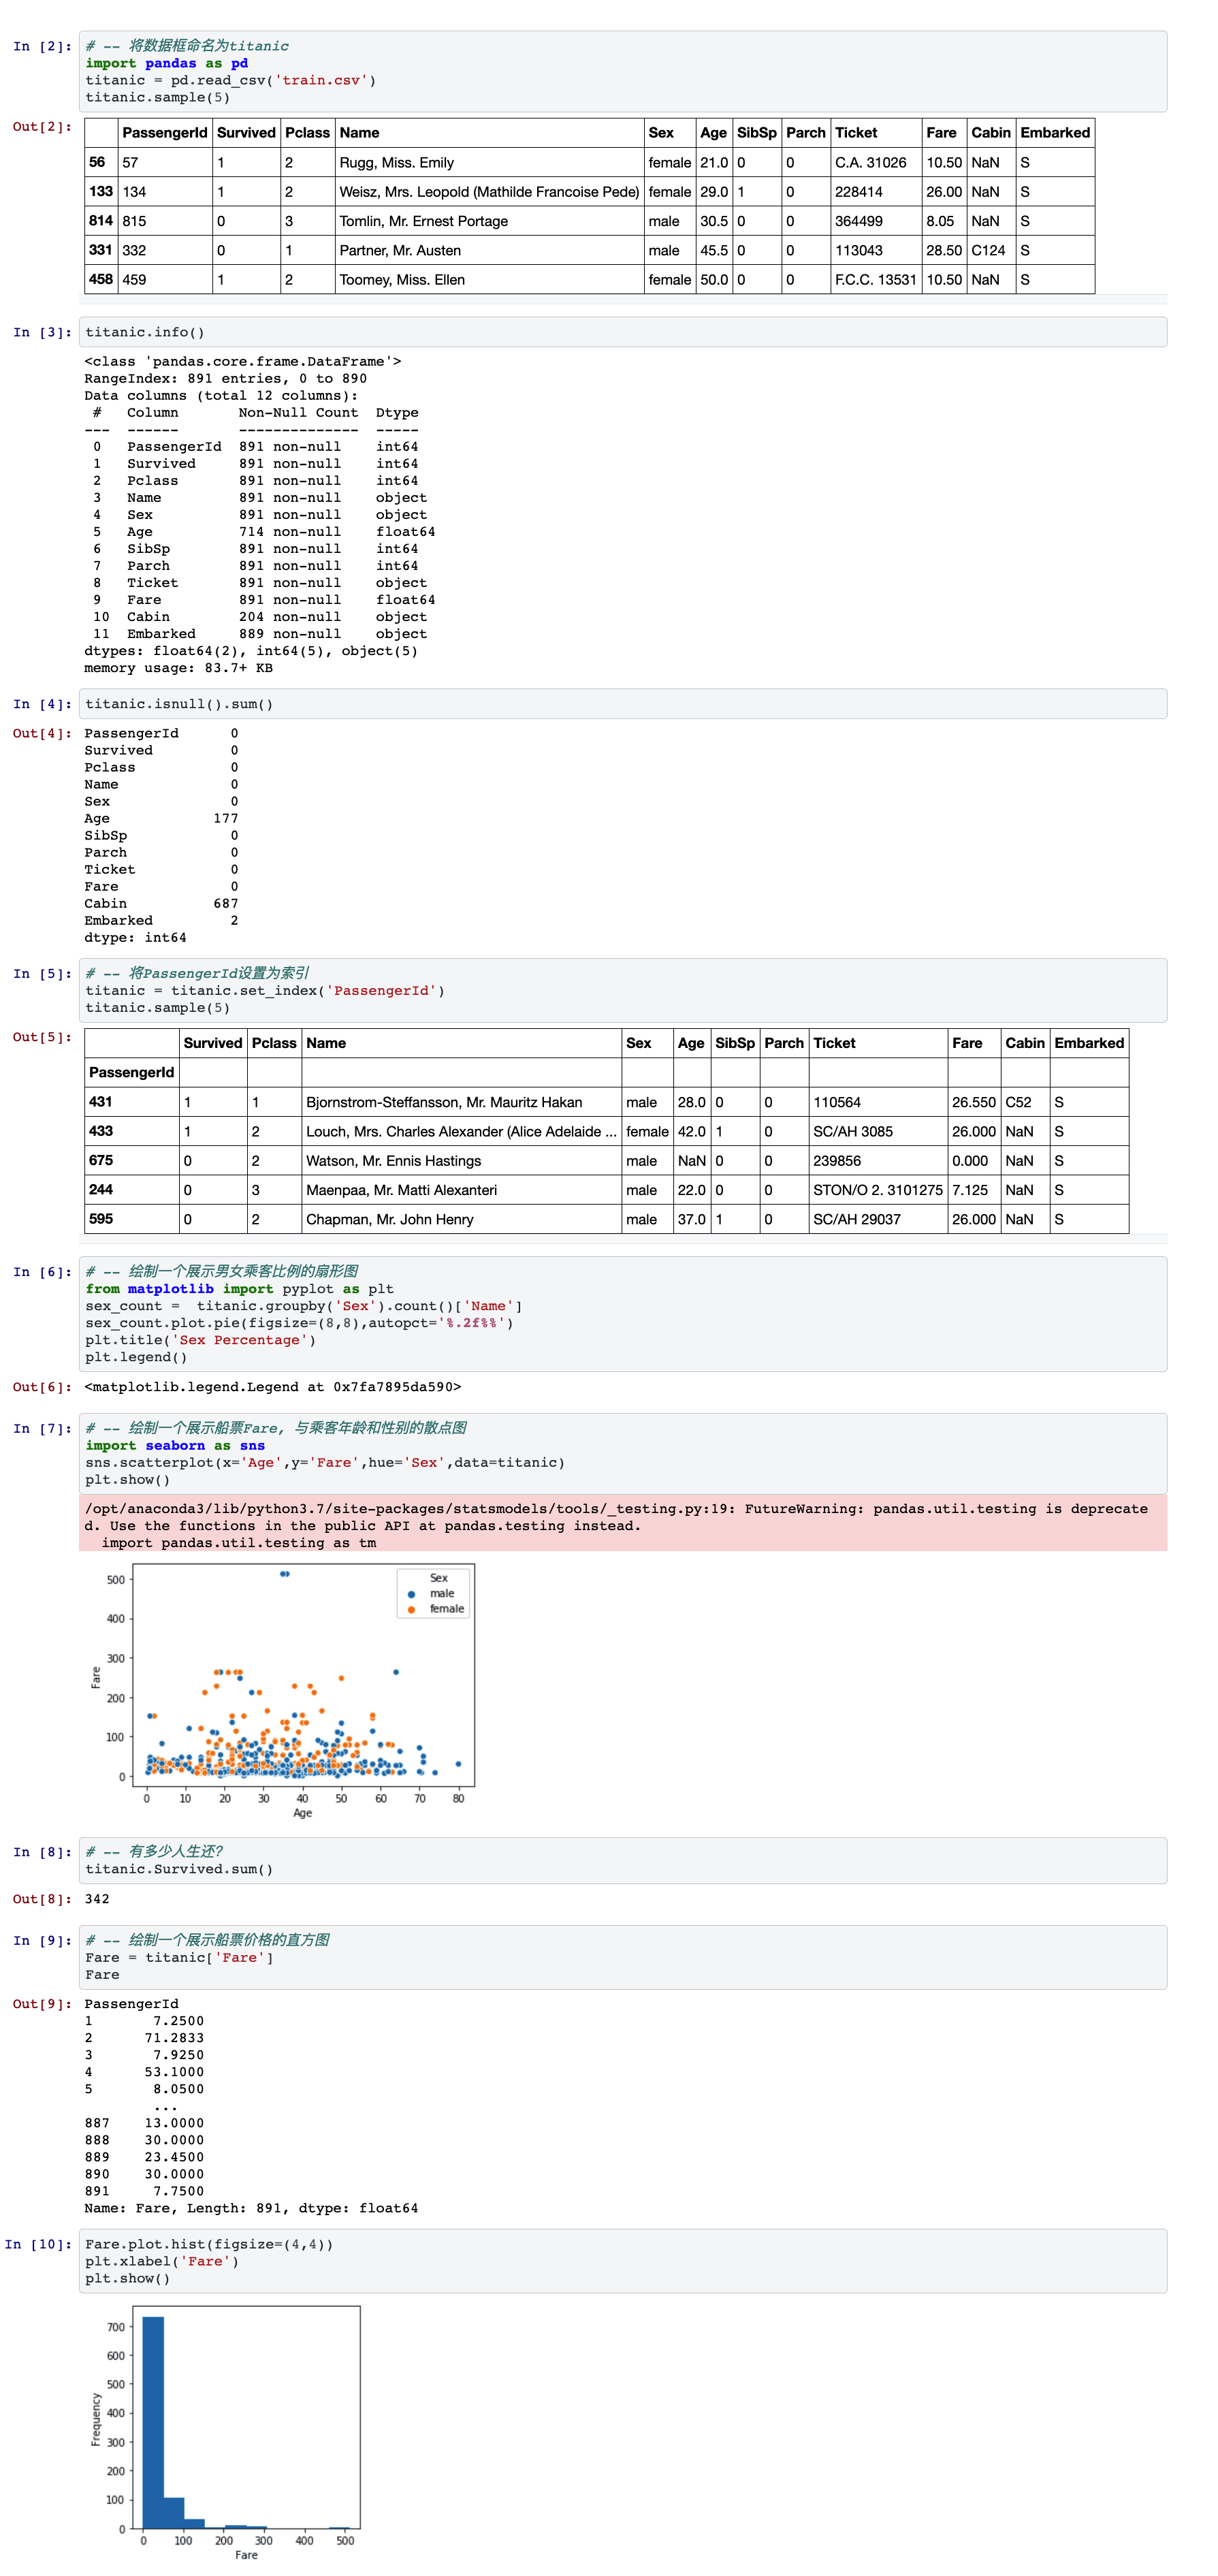 In [2]: # -- 将数据框命名为titanic
import pandas as pd
titanic = pd.read_csv('train.csv')
titanic.sample(5)
Out[2]: PassengerId Survived Pclass Name Sex Age SibSp Parch Ticket Fare Cabin Embarked
56 57 1 2 Rugg, Miss. Emily female 21.0 0 0 C.A. 31026 10.50 NaN S
133 134 1 2 Weisz, Mrs. Leopold (Mathilde Francoise Pede) female 29.0 1 0 228414 26.00 NaN S
814 815 0 3 Tomlin, Mr. Ernest Portage male 30.5 0 0 364499 8.05 NaN S
331 332 0 1 Partner, Mr. Austen male 45.5 0 0 113043 28.50 C124 S
458 459 1 2 Toomey, Miss. Ellen female 50.0 0 0 F.C.C. 13531 10.50 NaN S
In [3]: titanic.info()
<class 'pandas.core.frame.DataFrame'>
RangeIndex: 891 entries, 0 to 890
Data columns (total 12 columns):
# Column Non-Null Count Dtype
--- ------ -------------- -----
0 PassengerId 891 non-null int64
1 Survived 891 non-null int64
2 Pclass 891 non-null int64
3 Name 891 non-null object
4 Sex 891 non-null object
5 Age 714 non-null float64
6 SibSp 891 non-null int64
7 Parch 891 non-null int64
8 Ticket 891 non-null object
9 Fare 891 non-null float64
10 Cabin 204 non-null object
11 Embarked 889 non-null object
dtypes: float64(2), int64(5), object(5)
memory usage: 83.7+ KB
In [4]: titanic.isnull().sum()
Out[4]: PassengerId 0
Survived 0
Pclass 0
Name 0
Sex 0
Age 177
SibSp 0
Parch 0
Ticket 0
Fare 0
Cabin 687
Embarked 2
dtype: int64
In [5]: # -- 将PassengerId设置为索引
titanic = titanic.set_index('PassengerId')
titanic.sample(5)
Out[5]: Survived Pclass Name Sex Age SibSp Parch Ticket Fare Cabin Embarked
PassengerId
431 1 1 Bjornstrom-Steffansson, Mr. Mauritz Hakan male 28.0 0 0 110564 26.550 C52 S
433 1 2 Louch, Mrs. Charles Alexander (Alice Adelaide ... female 42.0 1 0 SC/AH 3085 26.000 NaN S
675 0 2 Watson, Mr. Ennis Hastings male NaN 0 0 239856 0.000 NaN S
244 0 3 Maenpaa, Mr. Matti Alexanteri male 22.0 0 0 STON/O 2. 3101275 7.125 NaN S
595 0 2 Chapman, Mr. John Henry male 37.0 1 0 SC/AH 29037 26.000 NaN S
In [6]: # -- 绘制一个展示男女乘客比例的扇形图
from matplotlib import pyplot as plt
sex_count =  titanic.groupby('Sex').count()['Name']
sex_count.plot.pie(figsize=(8,8),autopct='%.2f%%')
plt.title('Sex Percentage')
plt.legend()
Out[6]: <matplotlib.legend.Legend at 0x7fa7895da590>
In [7]: # -- 绘制一个展示船票Fare, 与乘客年龄和性别的散点图
import seaborn as sns
sns.scatterplot(x='Age',y='Fare',hue='Sex',data=titanic)
plt.show()
/opt/anaconda3/lib/python3.7/site-packages/statsmodels/tools/_testing.py:19: FutureWarning: pandas.util.testing is deprecate
d. Use the functions in the public API at pandas.testing instead.
import pandas.util.testing as tm
Sex
male
female
500
400
300
200
100
0
Fare
0 10 20 30 40 50 60 70 80
Age
In [8]: # -- 有多少人生还?
titanic.Survived.sum()
Out[8]: 342
In [9]: # -- 绘制一个展示船票价格的直方图
Fare = titanic['Fare']
Fare
Out[9]: PassengerId
1 7.2500
2 71.2833
3 7.9250
4 53.1000
5 8.0500
...
887 13.0000
888 30.0000
889 23.4500
890 30.0000
891 7.7500
Name: Fare, Length: 891, dtype: float64
In [10]: Fare.plot.hist(figsize=(4,4))
plt.xlabel('Fare')
plt.show()
700
600
500
400
300
200
100
0
Frequency
0 100 200 300 400 500
Fare